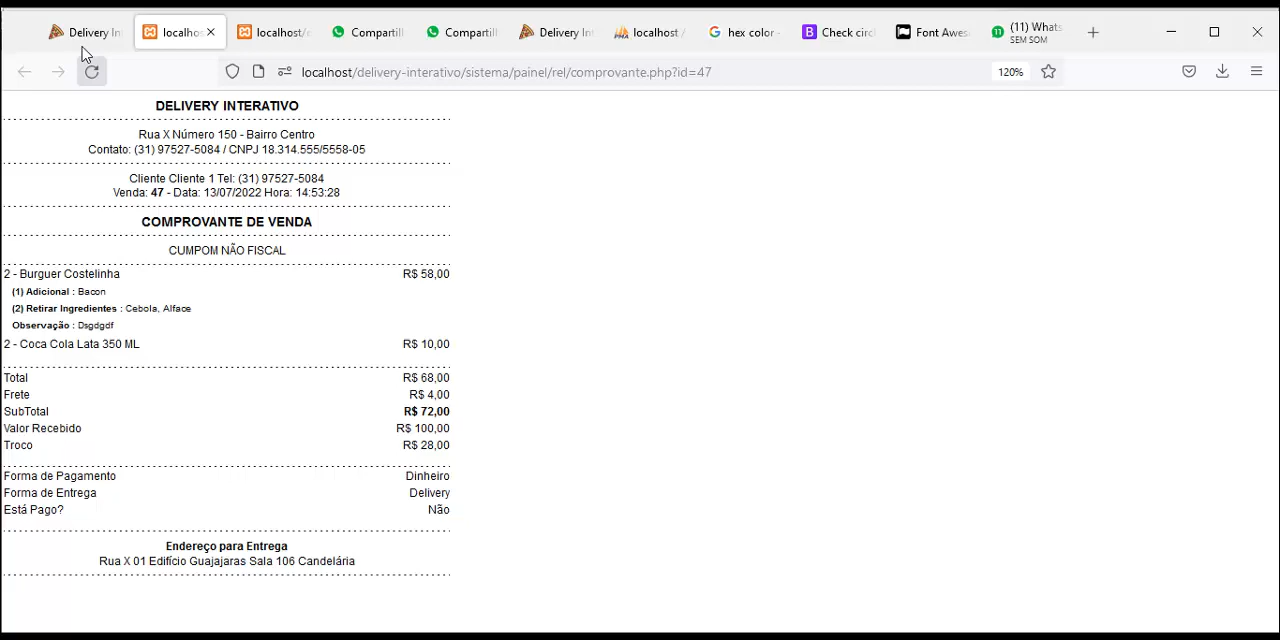 Delivery In
localhos
localhost/e
Compartil
Compartil
Delivery Int
localhost /
hex color -
Check circ
Font Awes
(11) Whats
SEM SOM
localhost/delivery-interativo/sistema/painel/rel/comprovante.php?id=47
120%
DELIVERY INTERATIVO
Rua X Número 150 - Bairro Centro
Contato: (31) 97527-5084 / CNPJ 18.314.555/5558-05
Cliente Cliente 1 Tel: (31) 97527-5084
Venda: 47 - Data: 13/07/2022 Hora: 14:53:28
COMPROVANTE DE VENDA
CUMPOM NÃO FISCAL
2 - Burguer Costelinha R$ 58,00
(1) Adicional : Bacon
(2) Retirar Ingredientes : Cebola, Alface
Observação : Dsgdgdf
2 - Coca Cola Lata 350 ML R$ 10,00
Total R$ 68,00
Frete R$ 4,00
SubTotal R$ 72,00
Valor Recebido R$ 100,00
Troco R$ 28,00
Forma de Pagamento Dinheiro
Forma de Entrega Delivery
Está Pago? Não
Endereço para Entrega
Rua X 01 Edifício Guajajaras Sala 106 Candelária